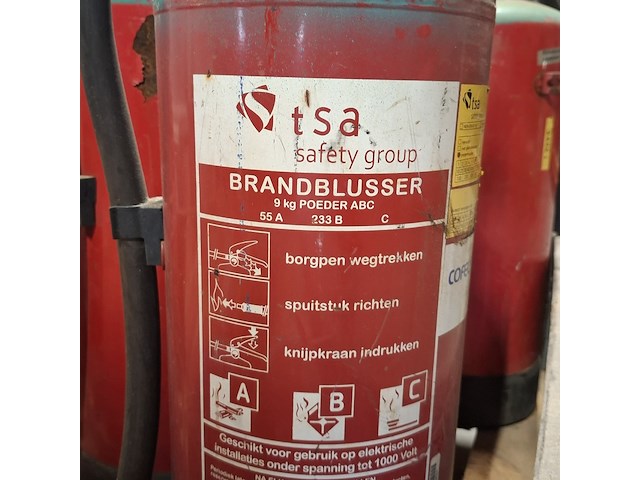 tsa
safety group
BRANDBLUSSER
9 kg POEDER ABC
55 A 233 B C
borgpen wegtrekken
spuitstuk richten
knijpkraan indrukken
A B C
Geschikt voor gebruik op elektrische
installaties onder spanning tot 1000 Volt
tsa